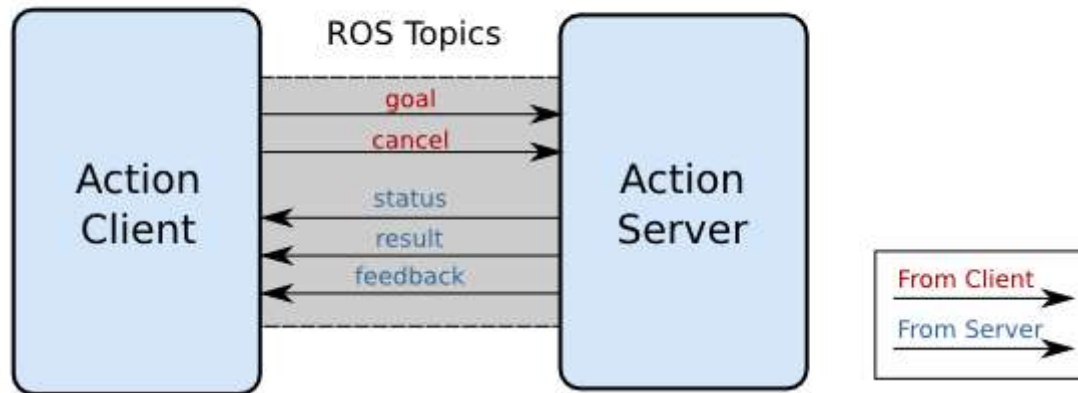 ROS Topics
goal
cancel
status
result
feedback
Action
Client
Action
Server
From Client
From Server